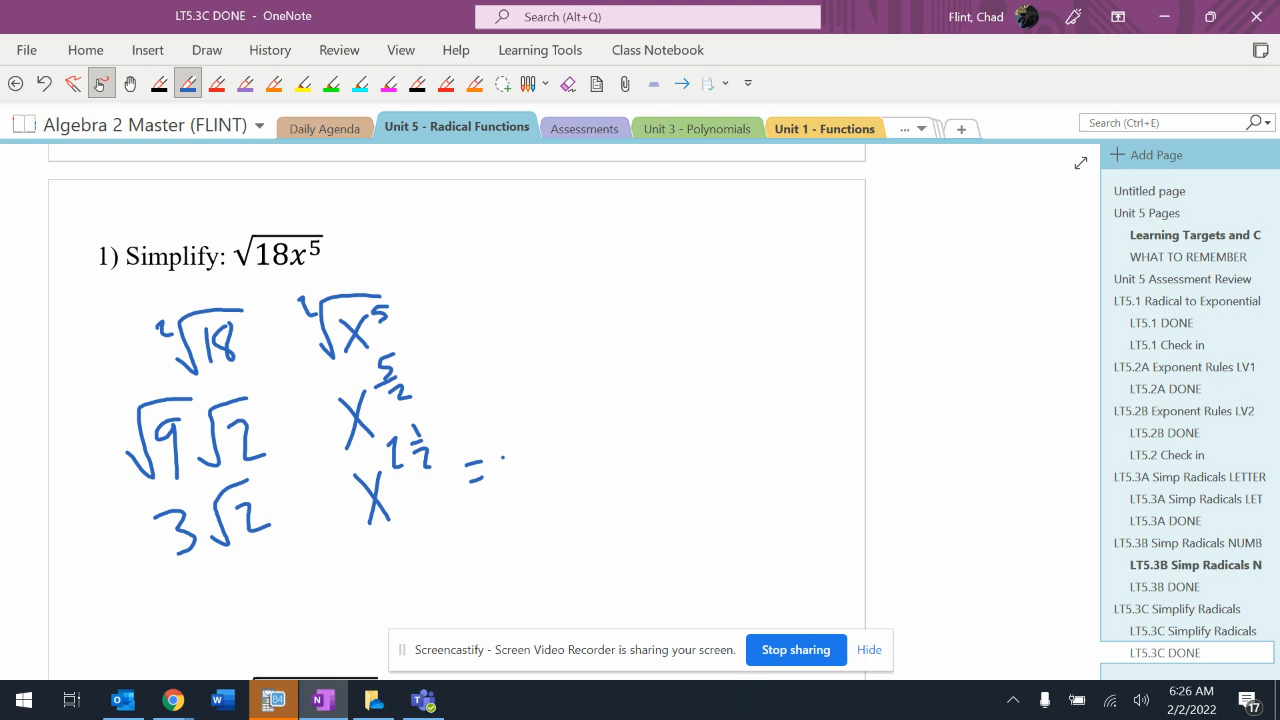 LT5.3C DONE - OneNote
Search (Alt+Q)
Flint, Chad
File Home Insert Draw History Review View Help Learning Tools Class Notebook
Algebra 2 Master (FLINT) Daily Agenda Unit 5 - Radical Functions Assessments Unit 3 - Polynomials Unit 1 - Functions ... Search (Ctrl+E)
Add Page
Untitled page
Unit 5 Pages
Learning Targets and C
WHAT TO REMEMBER
Unit 5 Assessment Review
LT5.1 Radical to Exponential
LT5.1 DONE
LT5.1 Check in
LT5.2A Exponent Rules LV1
LT5.2A DONE
LT5.2B Exponent Rules LV2
LT5.2B DONE
LT5.2 Check in
LT5.3A Simp Radicals LETTER
LT5.3A Simp Radicals LET
LT5.3A DONE
LT5.3B Simp Radicals NUMB
LT5.3B Simp Radicals N
LT5.3B DONE
LT5.3C Simplify Radicals
LT5.3C Simplify Radicals
LT5.3C DONE
1) Simplify: √18x⁵
²√18 ²√x⁵
√9 √2 x^5/2
3√2 x^2 1/2 =
Screencastify - Screen Video Recorder is sharing your screen. Stop sharing Hide
6:26 AM
2/2/2022
17